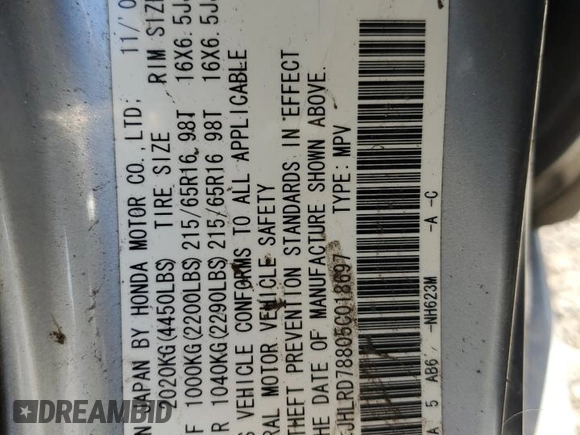 N JAPAN BY HONDA MOTOR CO.,LTD; 11/'0
2020KG(4450LBS) TIRE SIZE RIM SIZE
F 1000KG(2200LBS)215/65R16 98T 16X6.5J
R 1040KG(2290LBS)215/65R16 98T 16X6.5J
S VEHICLE CONFORMS TO ALL APPLICABLE
ERAL MOTOR VEHICLE SAFETY
THEFT PREVENTION STANDARDS IN EFFECT
THE DATE OF MANUFACTURE SHOWN ABOVE.
JHLRD78805C018697 TYPE: MPV
A 5 AB6 -NH623M -A -C
DREAMBID